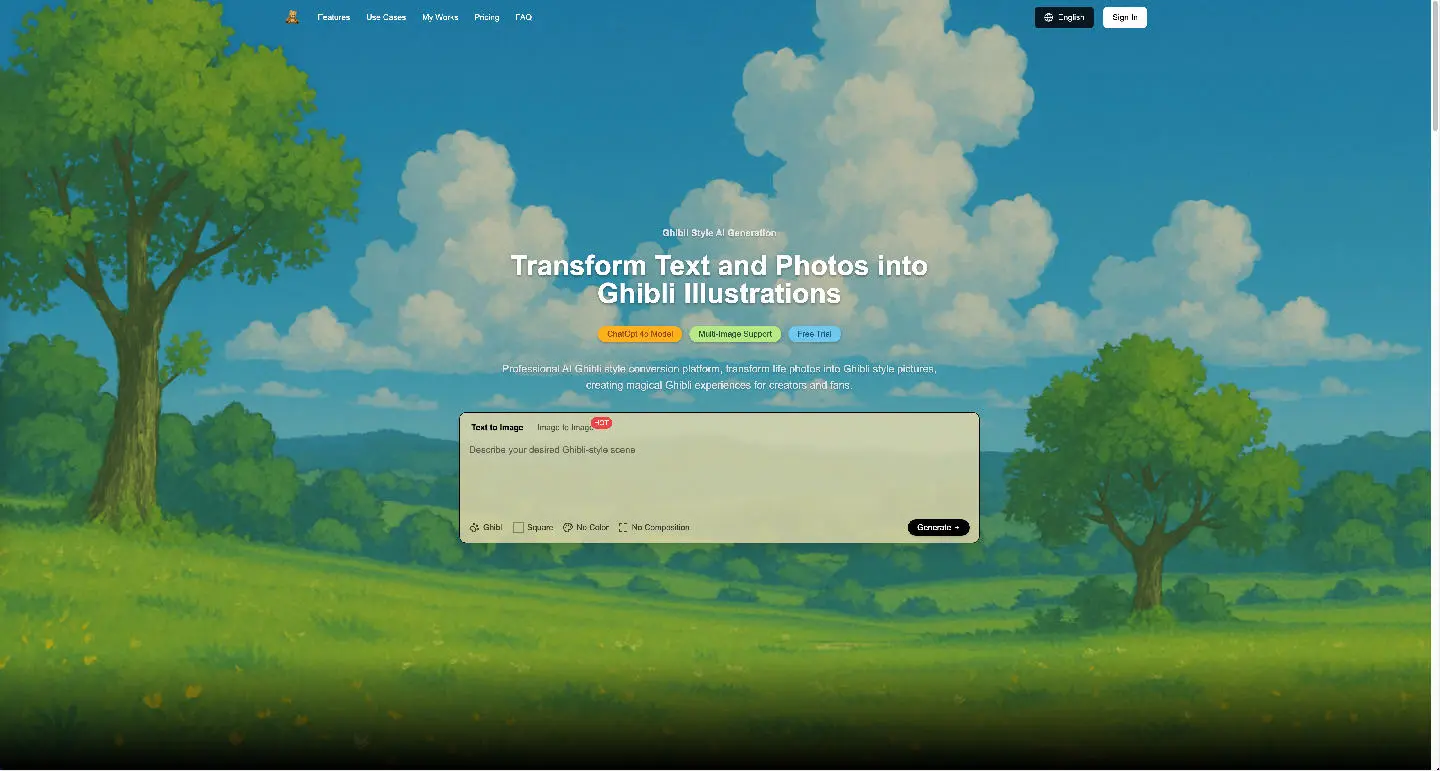 Features Use Cases My Works Pricing FAQ English Sign In
Ghibli Style AI Generation
Transform Text and Photos into
Ghibli Illustrations
ChatGpt 4o Model Multi-Image Support Free Trial
Professional AI Ghibli style conversion platform, transform life photos into Ghibli style pictures,
creating magical Ghibli experiences for creators and fans.
Text to Image Image to Image HOT
Describe your desired Ghibli-style scene
Ghibl Square No Color No Composition Generate →